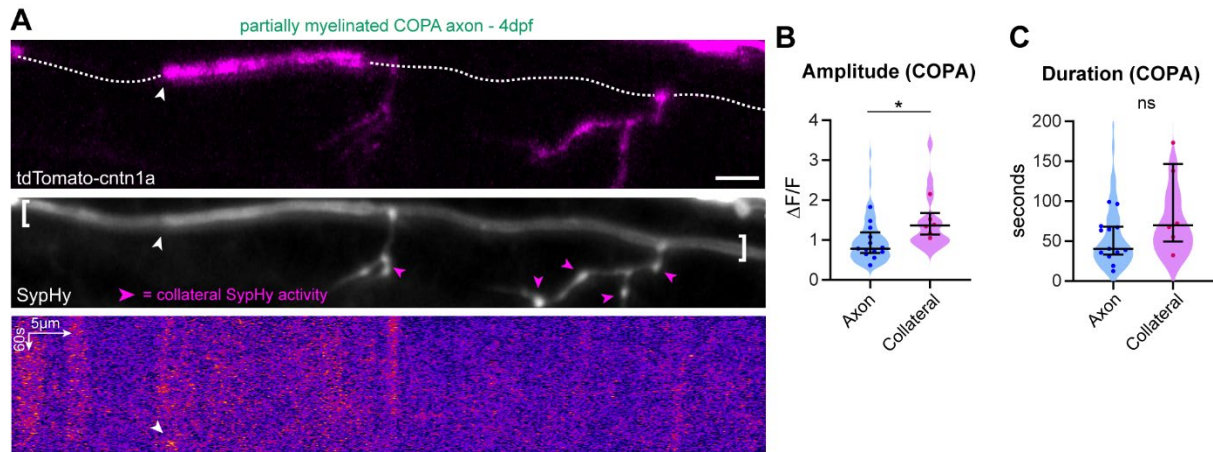 A
partially myelinated COPA axon - 4dpf
tdTomato-cntn1a
[
]
SypHy
= collateral SypHy activity
5μm
60s
B
Amplitude (COPA)
*
ΔF/F
4
3
2
1
0
Axon
Collateral
C
Duration (COPA)
ns
seconds
200
150
100
50
0
Axon
Collateral